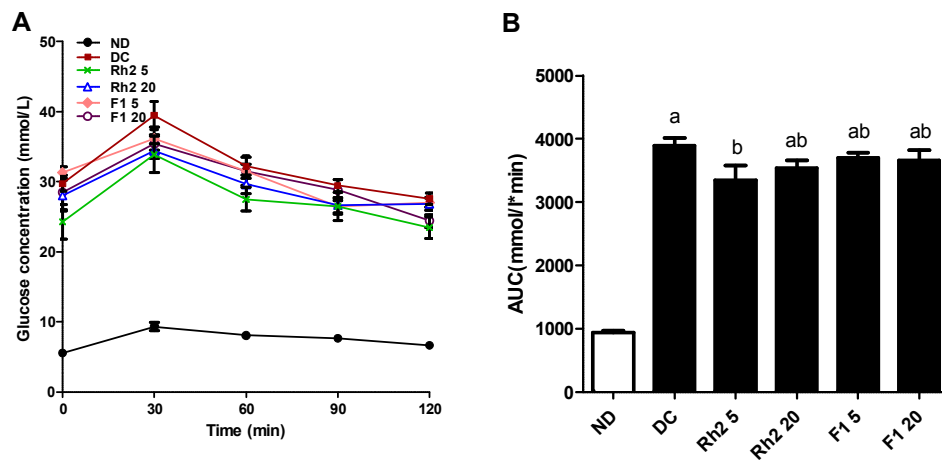 A
ND
DC
Rh2 5
Rh2 20
F1 5
F1 20
50
40
30
20
10
0
Glucose concentration (mmol/L)
0 30 60 90 120
Time (min)
B
5000
4000
3000
2000
1000
0
AUC(mmol/l*min)
a b ab ab ab
ND DC Rh2 5 Rh2 20 F1 5 F1 20